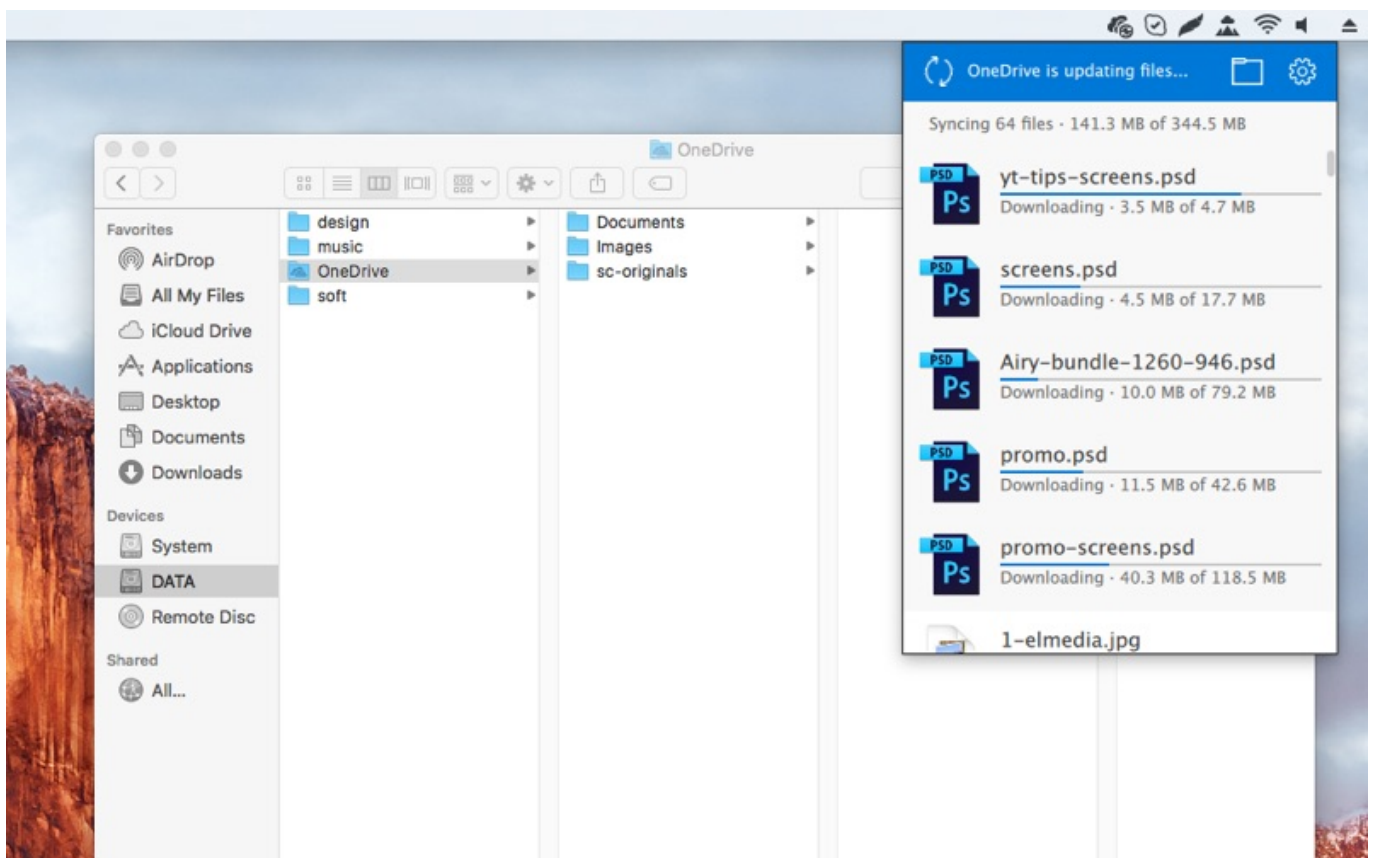 OneDrive is updating files...
Syncing 64 files · 141.3 MB of 344.5 MB
PSD
Ps
yt-tips-screens.psd
Downloading · 3.5 MB of 4.7 MB
PSD
Ps
screens.psd
Downloading · 4.5 MB of 17.7 MB
PSD
Ps
Airy-bundle-1260-946.psd
Downloading · 10.0 MB of 79.2 MB
PSD
Ps
promo.psd
Downloading · 11.5 MB of 42.6 MB
PSD
Ps
promo-screens.psd
Downloading · 40.3 MB of 118.5 MB
1-elmedia.jpg
OneDrive
Favorites
AirDrop
All My Files
iCloud Drive
Applications
Desktop
Documents
Downloads
Devices
System
DATA
Remote Disc
Shared
All...
design
music
OneDrive
soft
Documents
Images
sc-originals